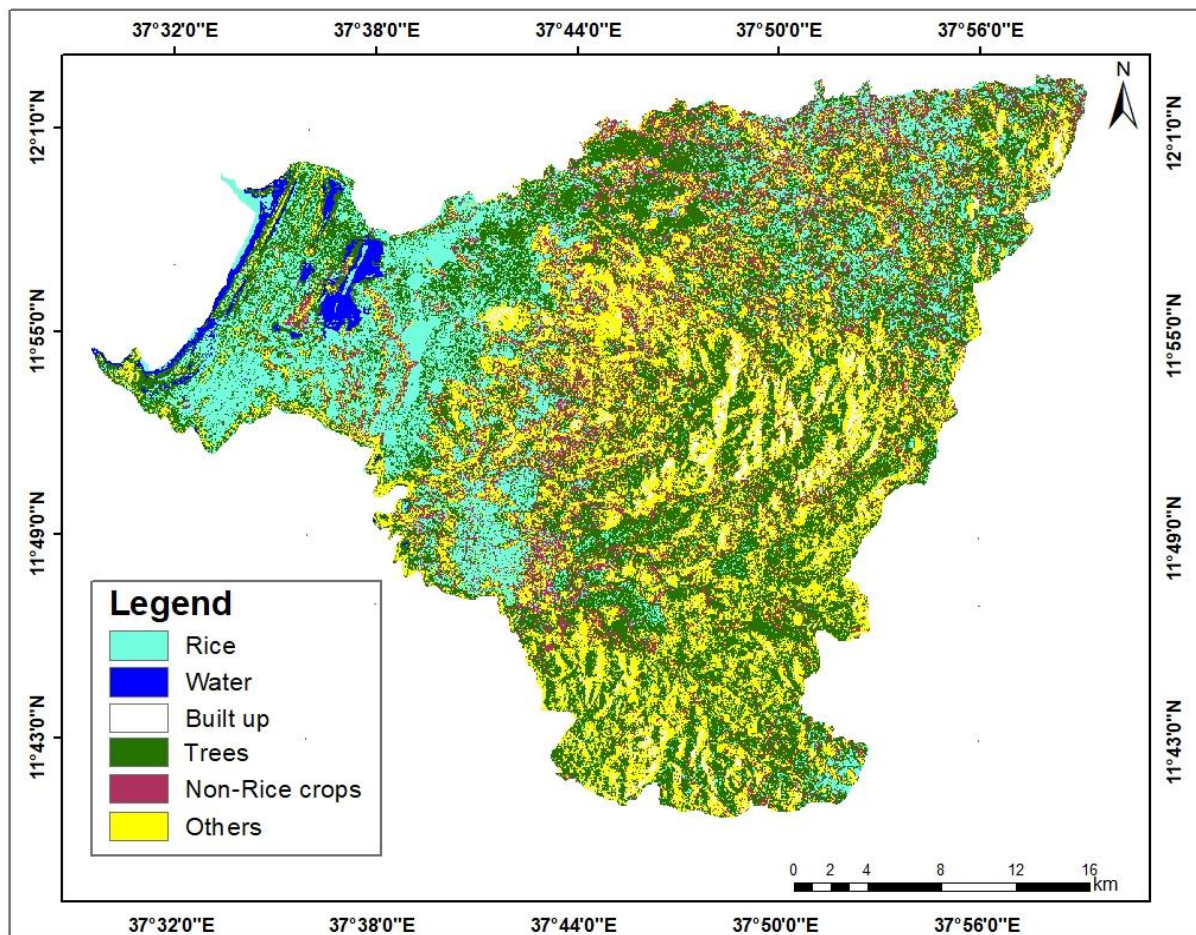 37°32'0"E 37°38'0"E 37°44'0"E 37°50'0"E 37°56'0"E
N
12°1'0"N 12°1'0"N
11°55'0"N 11°55'0"N
11°49'0"N 11°49'0"N
11°43'0"N 11°43'0"N
Legend
Rice
Water
Built up
Trees
Non-Rice crops
Others
0 2 4 8 12 16
km
37°32'0"E 37°38'0"E 37°44'0"E 37°50'0"E 37°56'0"E